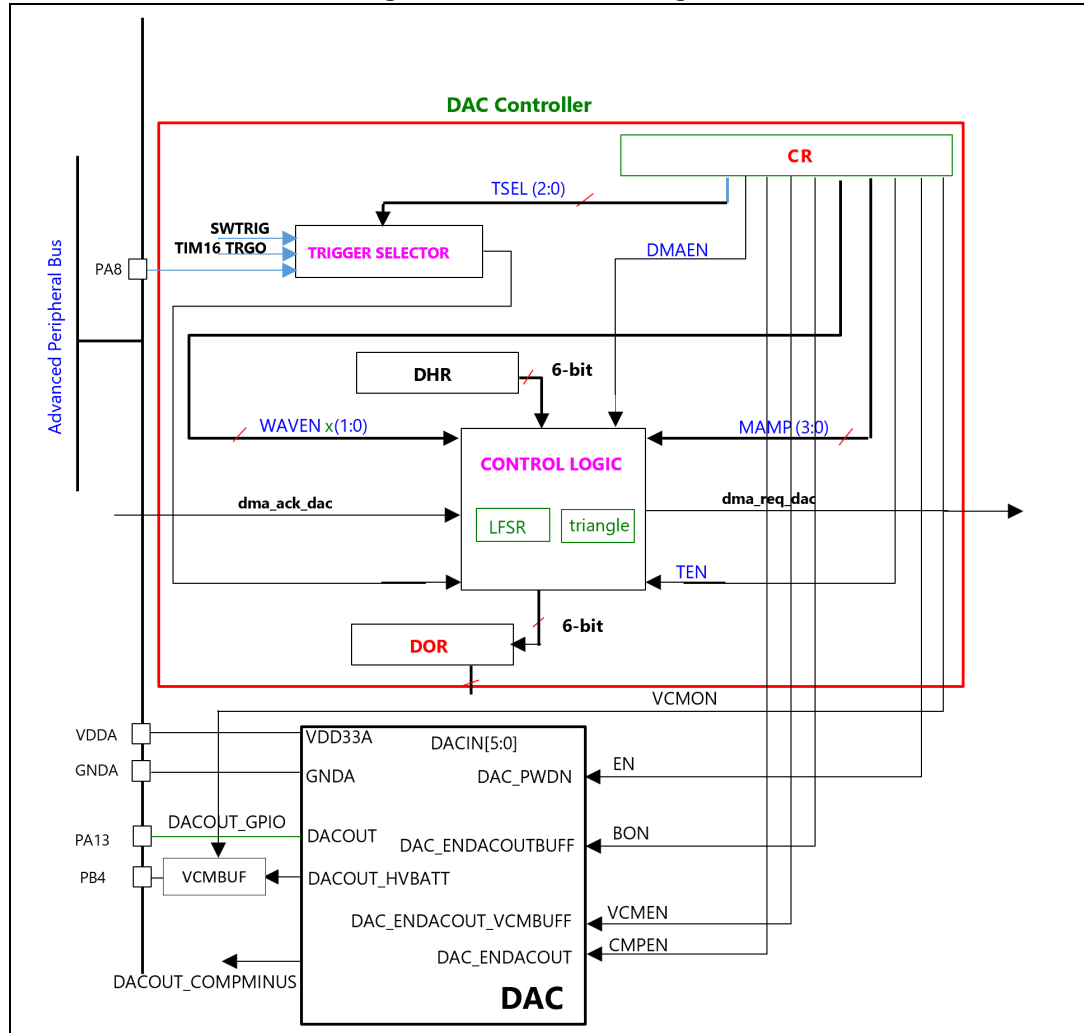 DAC Controller
CR
TSEL (2:0)
SWTRIG
TIM16 TRGO
TRIGGER SELECTOR
DMAEN
PA8
Advanced Peripheral Bus
DHR
6-bit
WAVEN x(1:0)
MAMP (3:0)
CONTROL LOGIC
dma_ack_dac
dma_req_dac
LFSR
triangle
TEN
6-bit
DOR
VCMON
VDDA
VDD33A
DACIN[5:0]
GNDA
GNDA
DAC_PWDN
EN
DACOUT_GPIO
PA13
DACOUT
DAC_ENDACOUTBUFF
BON
PB4
VCMBUF
DACOUT_HVBATT
DAC_ENDACOUT_VCMBUFF
VCMEN
DAC_ENDACOUT
CMPEN
DACOUT_COMPMINUS
DAC